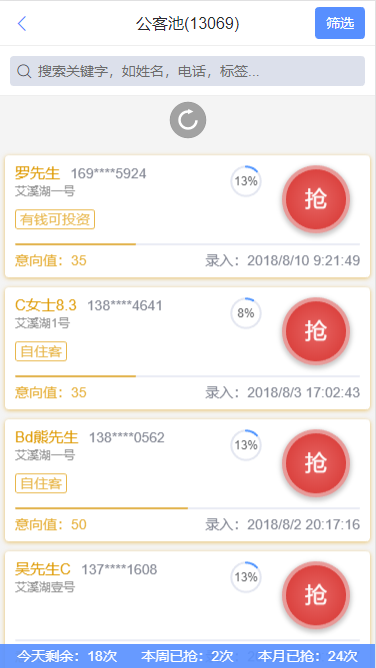 公客池(13069)
筛选
搜索关键字，如姓名，电话，标签...
罗先生 169****5924
13%
抢
艾溪湖一号
有钱可投资
意向值：35 录入：2018/8/10 9:21:49
C女士8.3 138****4641
8%
抢
艾溪湖1号
自住客
意向值：35 录入：2018/8/3 17:02:43
Bd熊先生 138****0562
13%
抢
艾溪湖一号
自住客
意向值：50 录入：2018/8/2 20:17:16
吴先生C 137****1608
13%
抢
艾溪湖壹号
今天剩余：18次 本周已抢：2次 本月已抢：24次